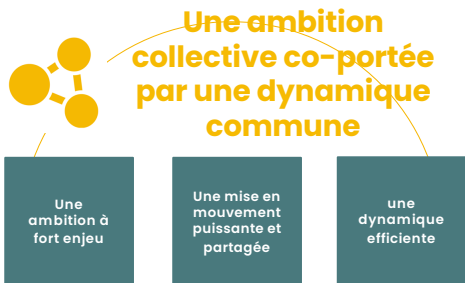 Une ambition
collective co-portée
par une dynamique
commune
Une
ambition à
fort enjeu
Une mise en
mouvement
puissante et
partagée
une
dynamique
efficiente